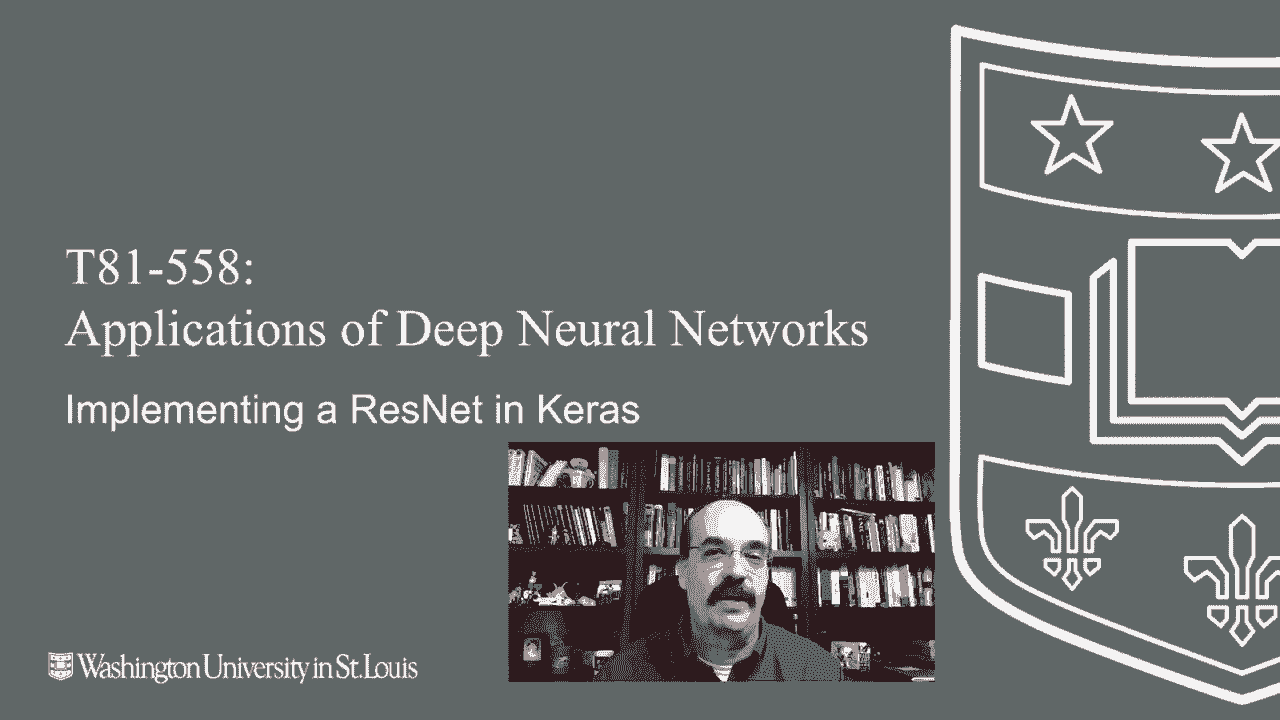 T81-558:
Applications of Deep Neural Networks
Implementing a ResNet in Keras
Washington University in St. Louis